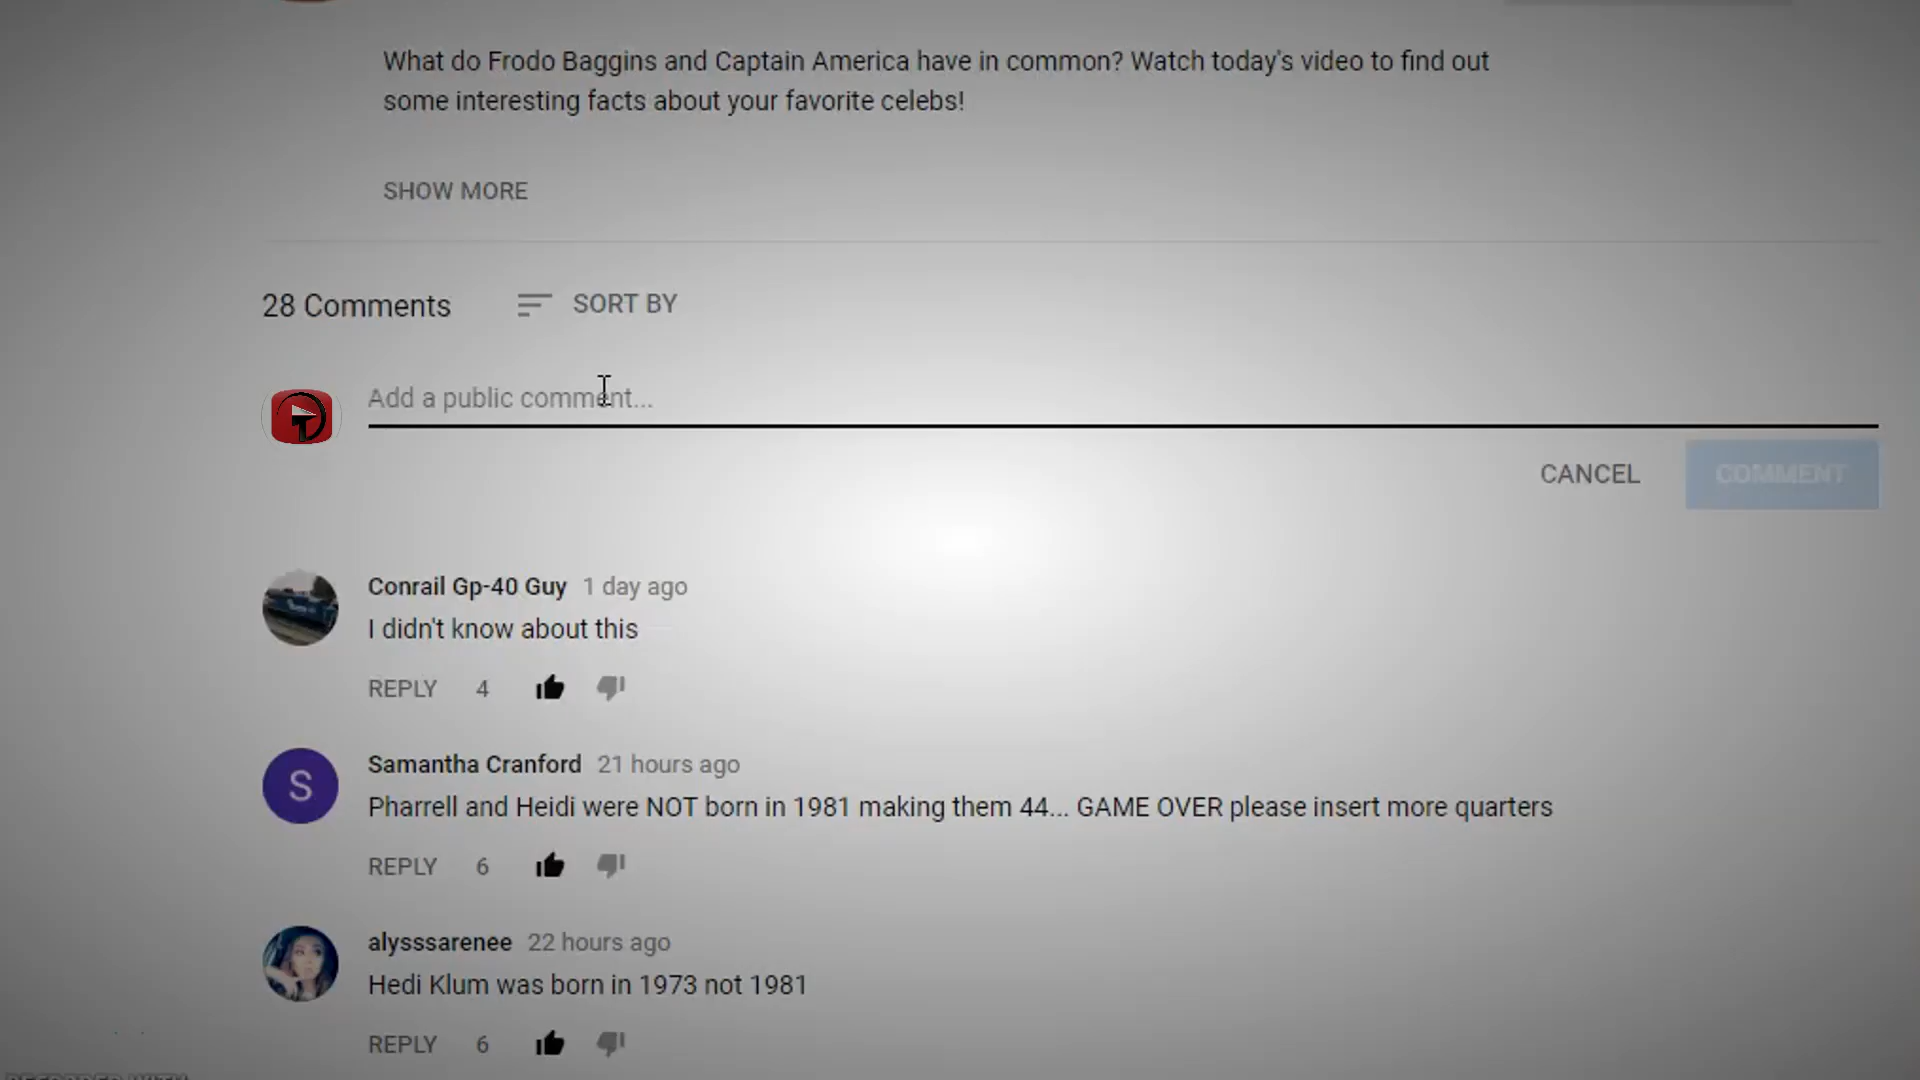 What do Frodo Baggins and Captain America have in common? Watch today's video to find out
some interesting facts about your favorite celebs!
SHOW MORE
28 Comments SORT BY
Add a public comment...
CANCEL COMMENT
Conrail Gp-40 Guy 1 day ago
I didn't know about this
REPLY 4
S
Samantha Cranford 21 hours ago
Pharrell and Heidi were NOT born in 1981 making them 44... GAME OVER please insert more quarters
REPLY 6
alysssarenee 22 hours ago
Hedi Klum was born in 1973 not 1981
REPLY 6